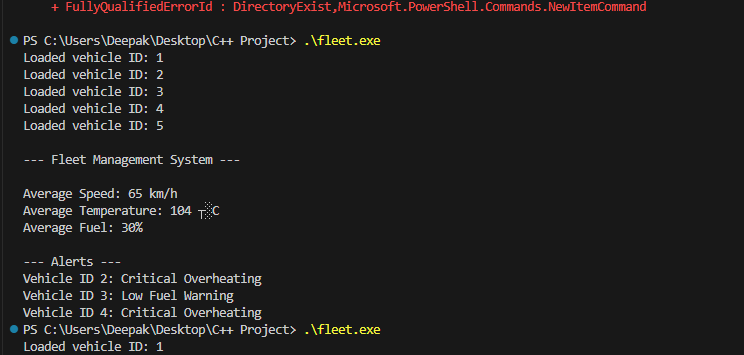 + FullyQualifiedErrorId : DirectoryExist,Microsoft.PowerShell.Commands.NewItemCommand
PS C:\Users\Deepak\Desktop\C++ Project> .\fleet.exe
Loaded vehicle ID: 1
Loaded vehicle ID: 2
Loaded vehicle ID: 3
Loaded vehicle ID: 4
Loaded vehicle ID: 5
--- Fleet Management System ---
Average Speed: 65 km/h
Average Temperature: 104 ┬░C
Average Fuel: 30%
--- Alerts ---
Vehicle ID 2: Critical Overheating
Vehicle ID 3: Low Fuel Warning
Vehicle ID 4: Critical Overheating
PS C:\Users\Deepak\Desktop\C++ Project> .\fleet.exe
Loaded vehicle ID: 1